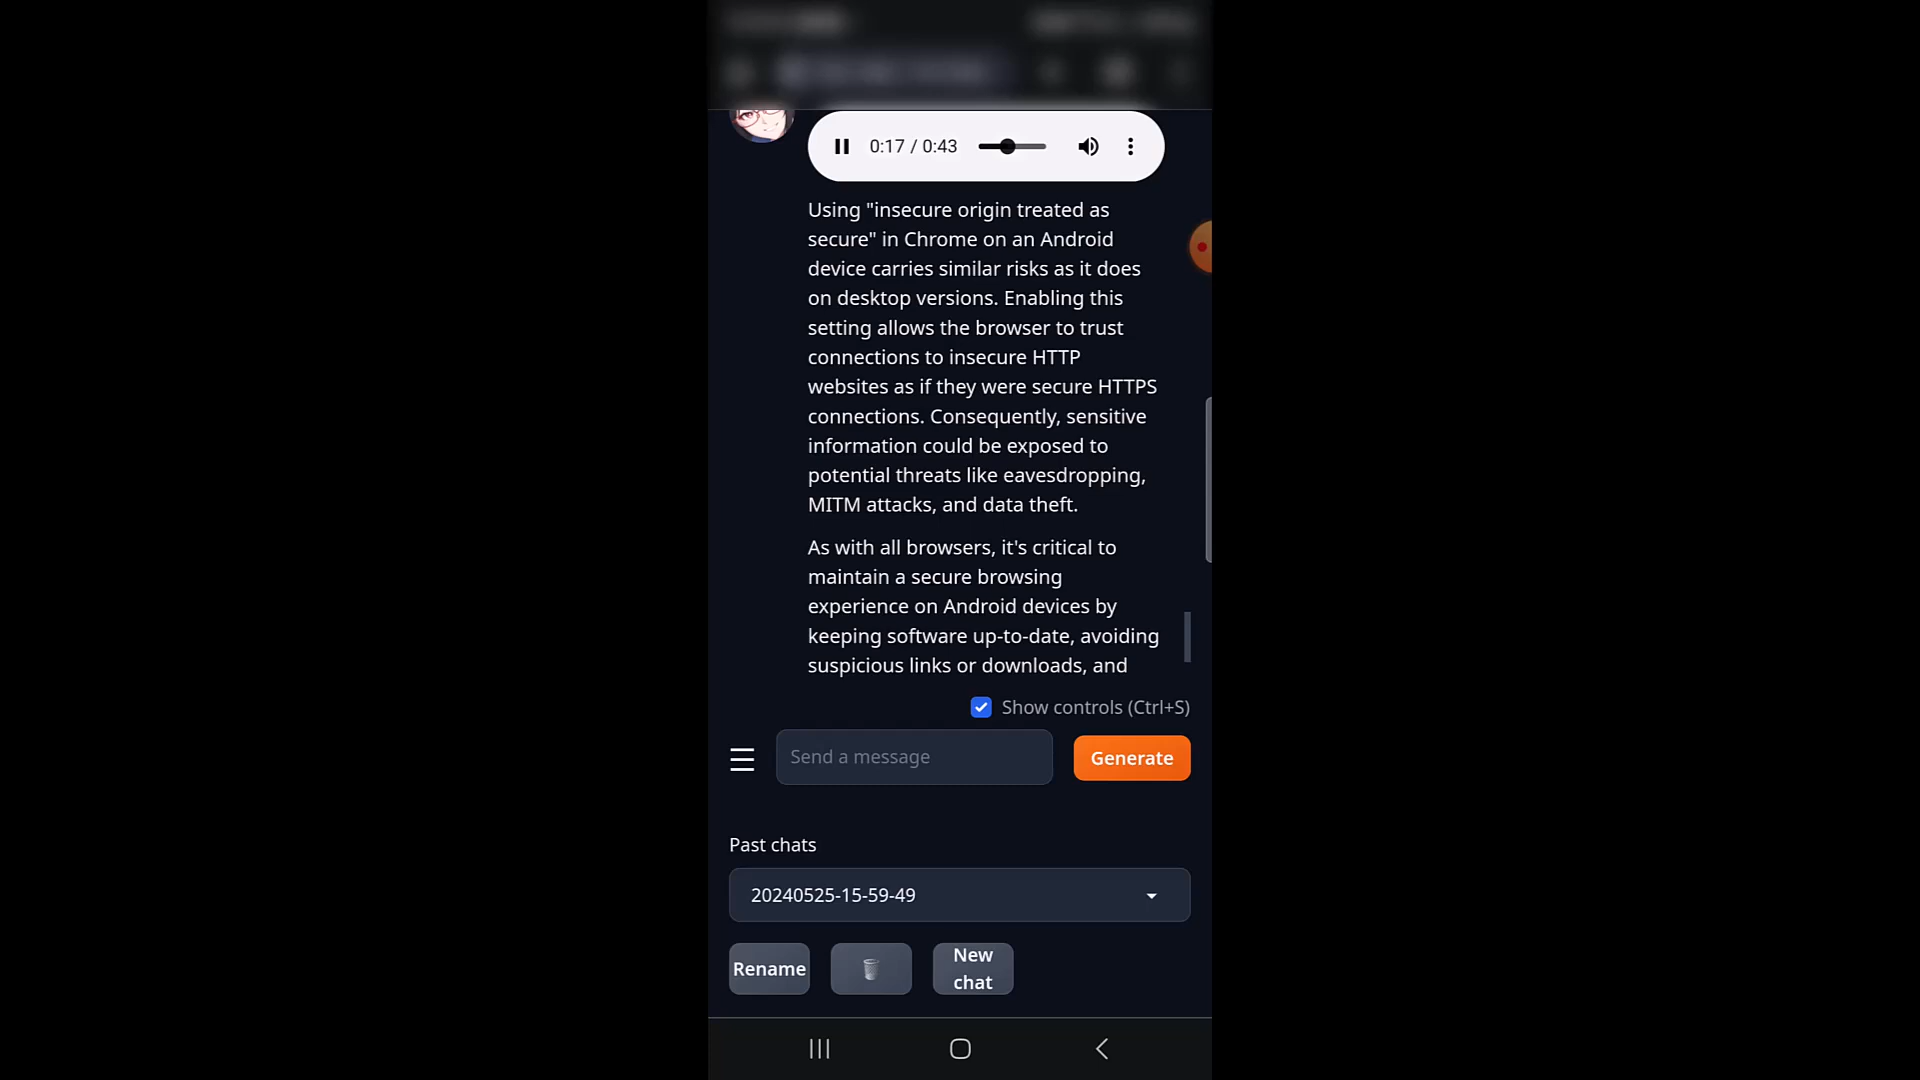 0:17 / 0:43
Using "insecure origin treated as
secure" in Chrome on an Android
device carries similar risks as it does
on desktop versions. Enabling this
setting allows the browser to trust
connections to insecure HTTP
websites as if they were secure HTTPS
connections. Consequently, sensitive
information could be exposed to
potential threats like eavesdropping,
MITM attacks, and data theft.
As with all browsers, it's critical to
maintain a secure browsing
experience on Android devices by
keeping software up-to-date, avoiding
suspicious links or downloads, and
Show controls (Ctrl+S)
Send a message
Generate
Past chats
20240525-15-59-49
Rename
New
chat